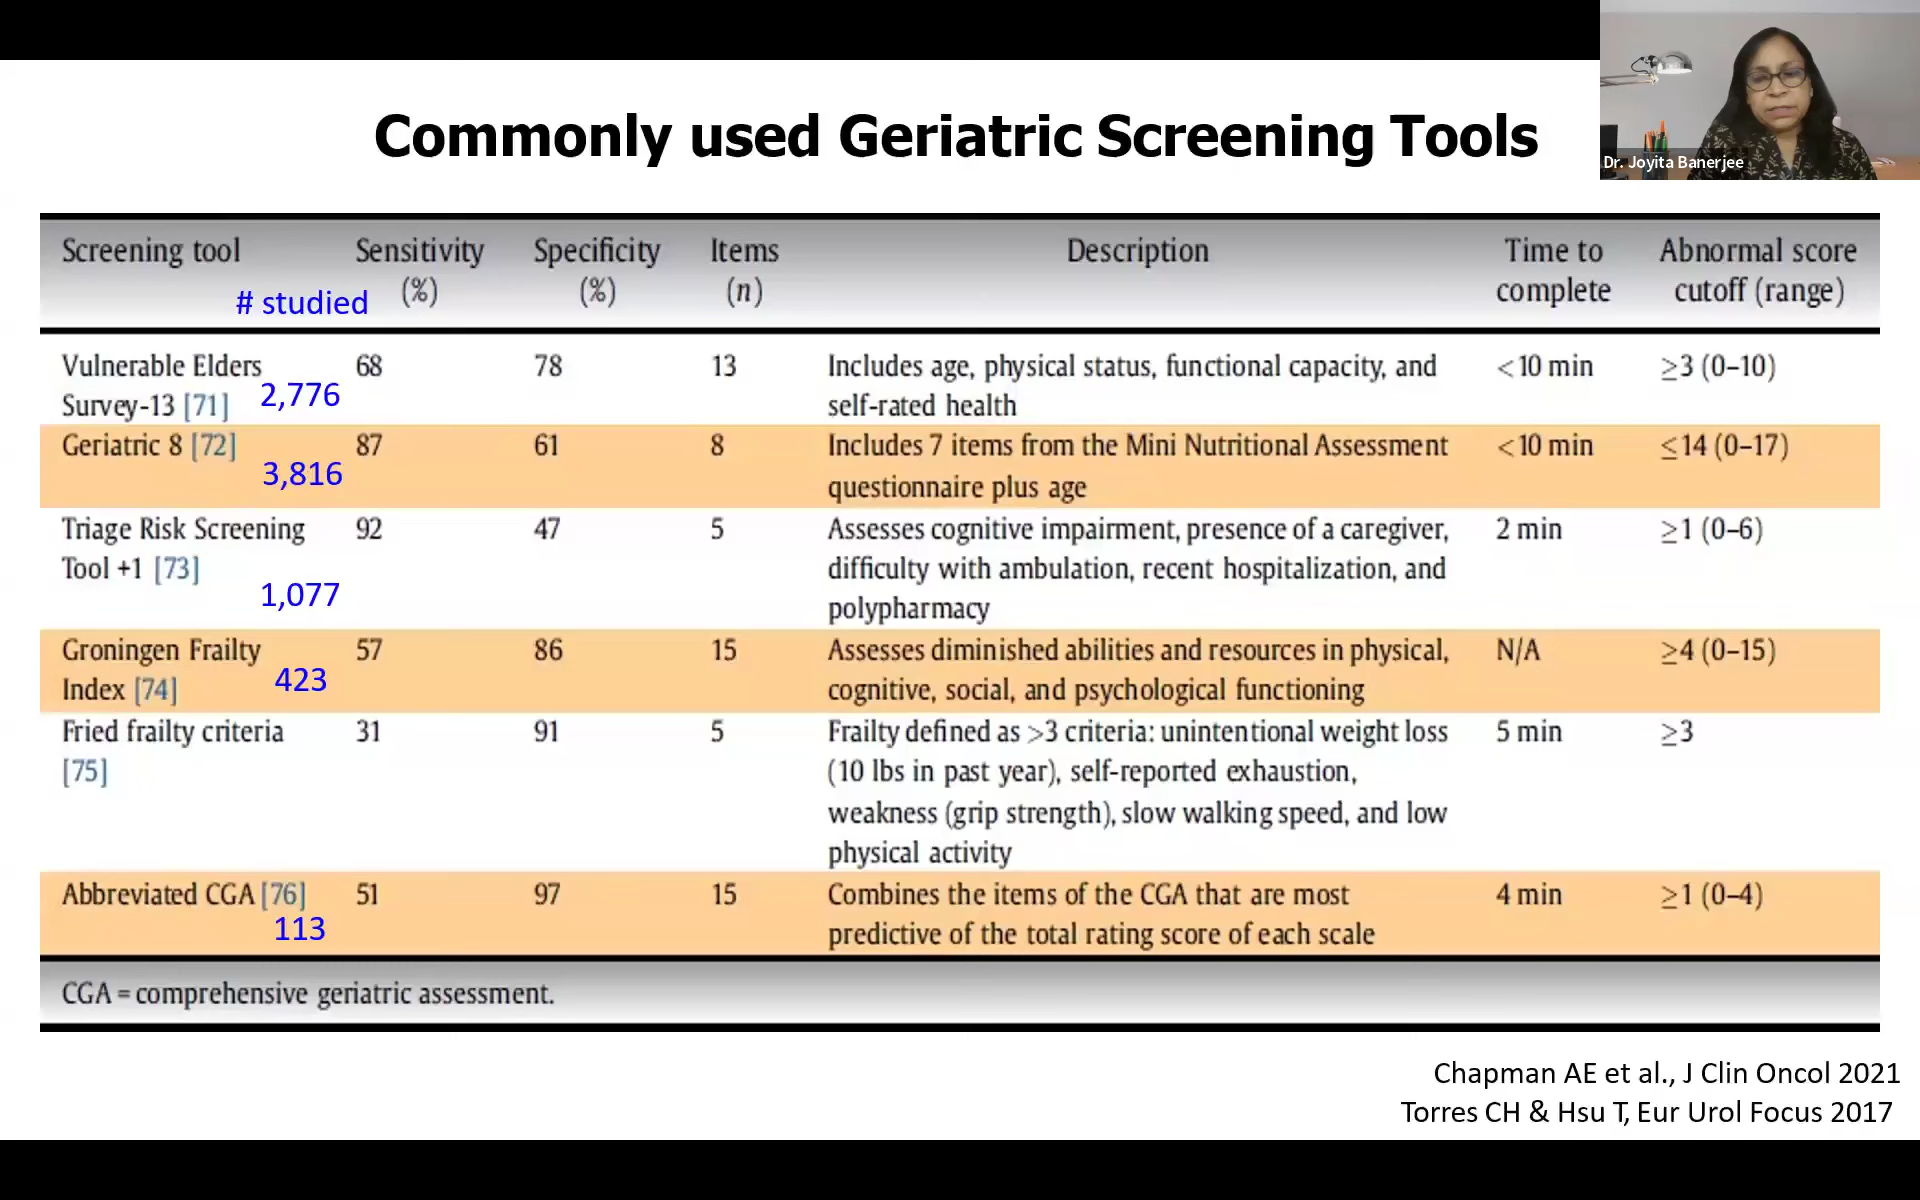 Commonly used Geriatric Screening Tools
Dr. Joyita Banerjee
Screening tool Sensitivity Specificity Items Description Time to Abnormal score
# studied (%) (%) (n) complete cutoff (range)
Vulnerable Elders 68 78 13 Includes age, physical status, functional capacity, and <10 min ≥3 (0–10)
Survey-13 [71] 2,776 self-rated health
Geriatric 8 [72] 87 61 8 Includes 7 items from the Mini Nutritional Assessment <10 min ≤14 (0–17)
3,816 questionnaire plus age
Triage Risk Screening 92 47 5 Assesses cognitive impairment, presence of a caregiver, 2 min ≥1 (0–6)
Tool +1 [73] difficulty with ambulation, recent hospitalization, and
1,077 polypharmacy
Groningen Frailty 57 86 15 Assesses diminished abilities and resources in physical, N/A ≥4 (0–15)
Index [74] 423 cognitive, social, and psychological functioning
Fried frailty criteria 31 91 5 Frailty defined as >3 criteria: unintentional weight loss 5 min ≥3
[75] (10 lbs in past year), self-reported exhaustion,
weakness (grip strength), slow walking speed, and low
physical activity
Abbreviated CGA [76] 51 97 15 Combines the items of the CGA that are most 4 min ≥1 (0–4)
113 predictive of the total rating score of each scale
CGA = comprehensive geriatric assessment.
Chapman AE et al., J Clin Oncol 2021
Torres CH & Hsu T, Eur Urol Focus 2017